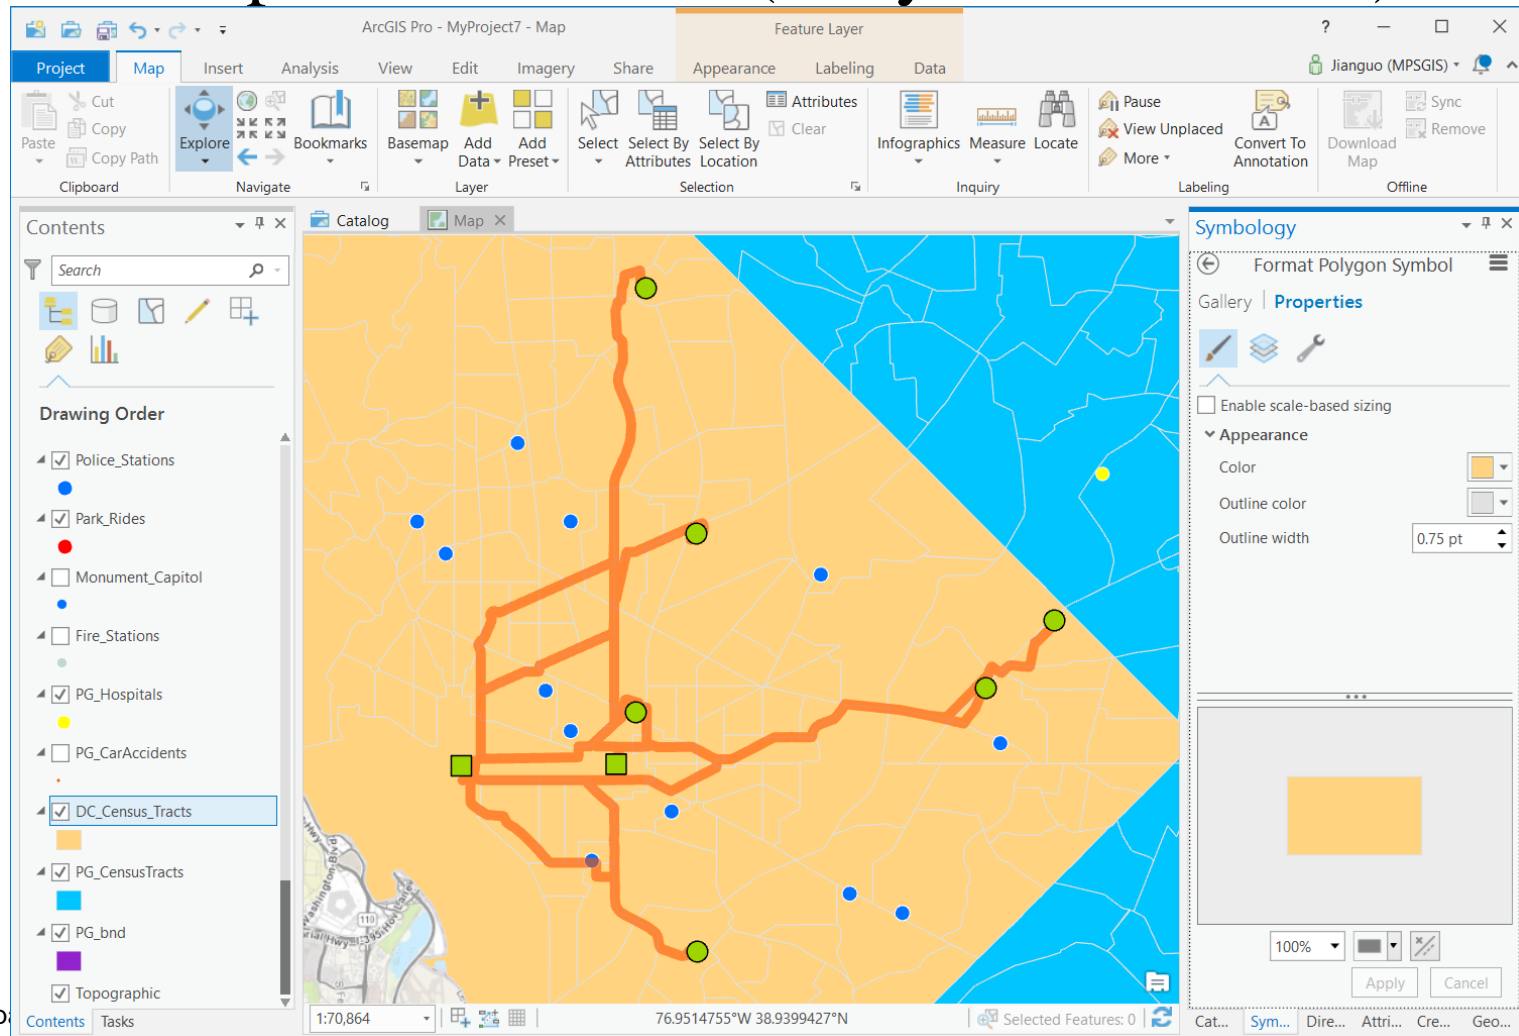 ArcGIS Pro - MyProject7 - Map
Feature Layer
?
Project Map Insert Analysis View Edit Imagery Share Appearance Labeling Data
Jianguo (MPSGIS)
Paste
Cut
Copy
Copy Path
Clipboard
Explore
Bookmarks
Navigate
Basemap
Add Data
Add Preset
Layer
Select
Select By Attributes
Select By Location
Attributes
Clear
Selection
Infographics
Measure
Locate
Inquiry
Pause
View Unplaced
More
Convert To Annotation
A
Labeling
Download Map
Sync
Remove
Offline
Contents
Search
Drawing Order
Police_Stations
Park_Rides
Monument_Capitol
Fire_Stations
PG_Hospitals
PG_CarAccidents
DC_Census_Tracts
PG_CensusTracts
PG_bnd
Topographic
Contents Tasks
Catalog
Map
110
1:70,864
76.9514755°W 38.9399427°N
Selected Features: 0
Symbology
Format Polygon Symbol
Gallery Properties
Enable scale-based sizing
Appearance
Color
Outline color
Outline width 0.75 pt
100%
Apply Cancel
Cat... Sym... Dire... Attri... Cre... Geo...